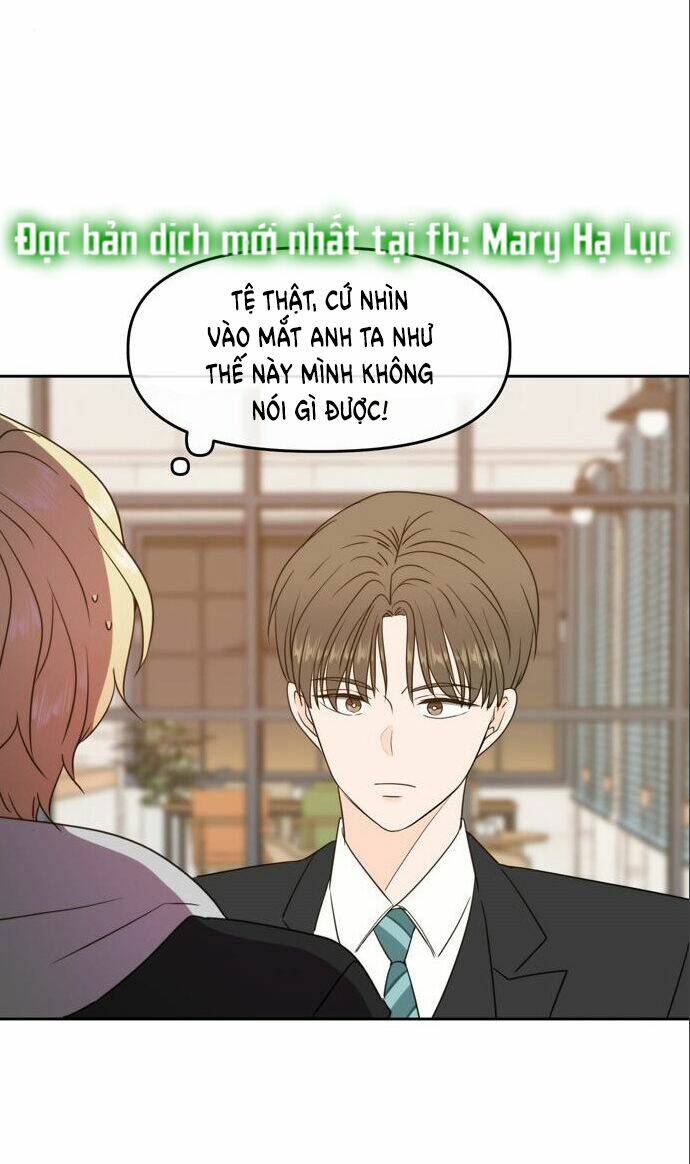 Đọc bản dịch mới nhất tại fb: Mary Hạ Lục
TỆ THẬT, CỨ NHÌN
VÀO MẮT ANH TA NHƯ
THẾ NÀY MÌNH KHÔNG
NÓI GÌ ĐƯỢC!